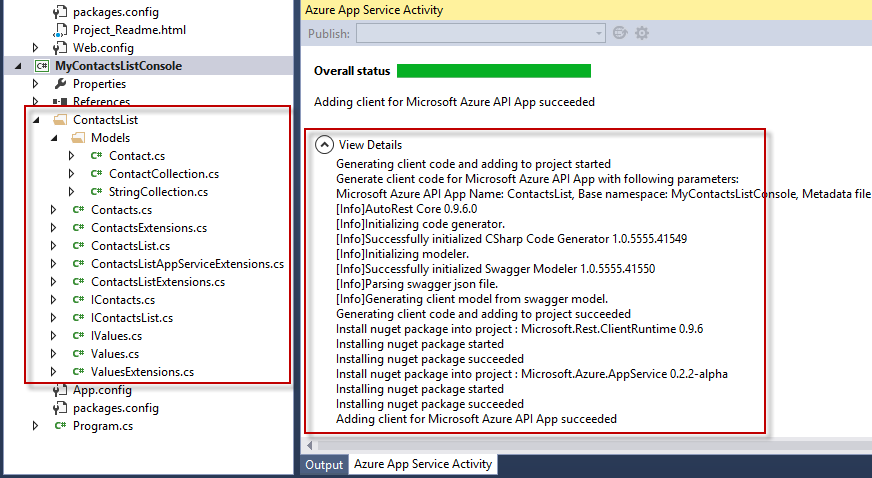 packages.config
Project_Readme.html
Web.config
C# MyContactsListConsole
Properties
References
ContactsList
Models
C# Contact.cs
C# ContactCollection.cs
C# StringCollection.cs
C# Contacts.cs
C# ContactsExtensions.cs
C# ContactsList.cs
C# ContactsListAppServiceExtensions.cs
C# ContactsListExtensions.cs
C# IContacts.cs
C# IContactsList.cs
C# IValues.cs
C# Values.cs
C# ValuesExtensions.cs
App.config
packages.config
C# Program.cs
Azure App Service Activity
Publish:
Overall status
Adding client for Microsoft Azure API App succeeded
View Details
Generating client code and adding to project started
Generate client code for Microsoft Azure API App with following parameters:
Microsoft Azure API App Name: ContactsList, Base namespace: MyContactsListConsole, Metadata file
[Info]AutoRest Core 0.9.6.0
[Info]Initializing code generator.
[Info]Successfully initialized CSharp Code Generator 1.0.5555.41549
[Info]Initializing modeler.
[Info]Successfully initialized Swagger Modeler 1.0.5555.41550
[Info]Parsing swagger json file.
[Info]Generating client model from swagger model.
Generating client code and adding to project succeeded
Install nuget package into project : Microsoft.Rest.ClientRuntime 0.9.6
Installing nuget package started
Installing nuget package succeeded
Install nuget package into project : Microsoft.Azure.AppService 0.2.2-alpha
Installing nuget package started
Installing nuget package succeeded
Adding client for Microsoft Azure API App succeeded
Output
Azure App Service Activity